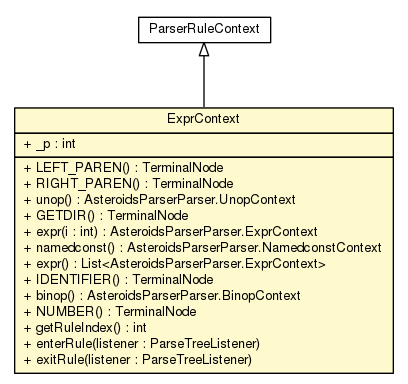 ParserRuleContext
ExprContext
+ _p : int
+ LEFT_PAREN() : TerminalNode
+ RIGHT_PAREN() : TerminalNode
+ unop() : AsteroidsParserParser.UnopContext
+ GETDIR() : TerminalNode
+ expr(i : int) : AsteroidsParserParser.ExprContext
+ namedconst() : AsteroidsParserParser.NamedconstContext
+ expr() : List<AsteroidsParserParser.ExprContext>
+ IDENTIFIER() : TerminalNode
+ binop() : AsteroidsParserParser.BinopContext
+ NUMBER() : TerminalNode
+ getRuleIndex() : int
+ enterRule(listener : ParseTreeListener)
+ exitRule(listener : ParseTreeListener)